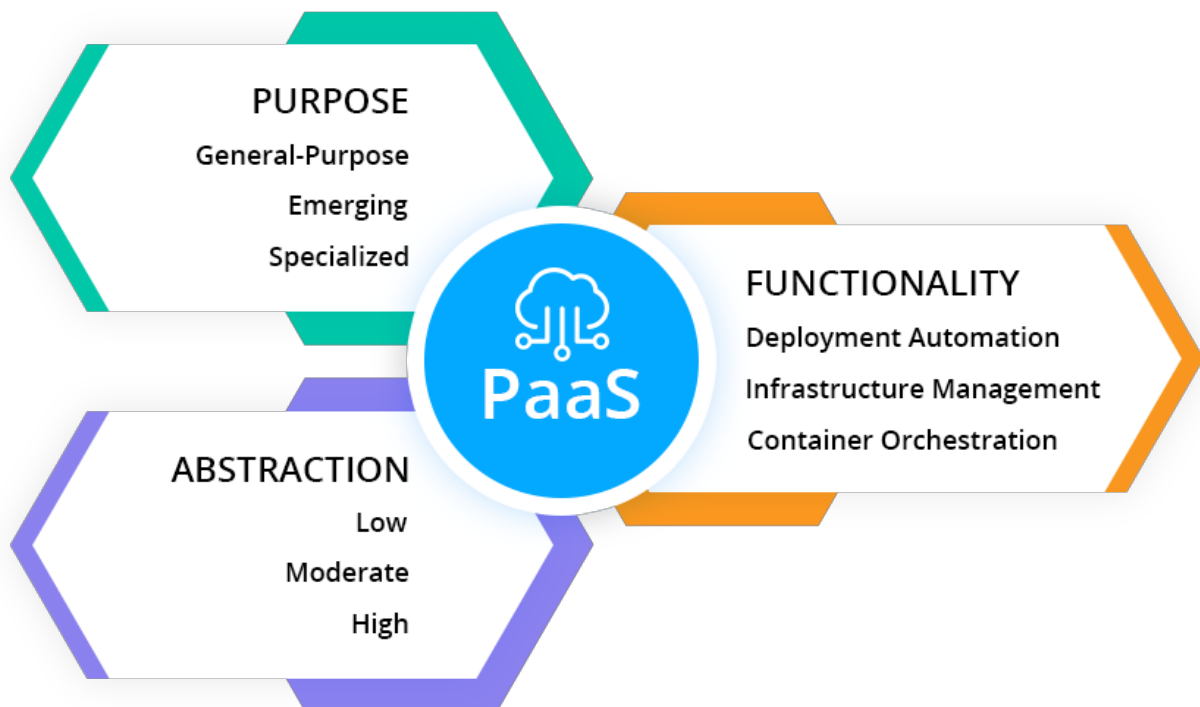 PURPOSE
General-Purpose
Emerging
Specialized
PaaS
FUNCTIONALITY
Deployment Automation
Infrastructure Management
Container Orchestration
ABSTRACTION
Low
Moderate
High